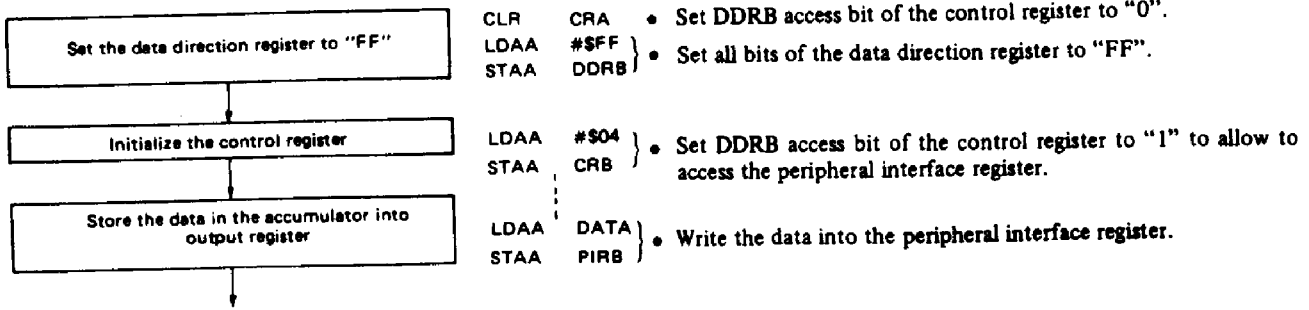 Set the data direction register to "FF"
CLR CRA • Set DDRB access bit of the control register to "0".
LDAA #$FF
STAA DDRB
• Set all bits of the data direction register to "FF".
Initialize the control register
LDAA #$04
STAA CRB
• Set DDRB access bit of the control register to "1" to allow to
access the peripheral interface register.
Store the data in the accumulator into
output register
LDAA DATA
STAA PIRB
• Write the data into the peripheral interface register.